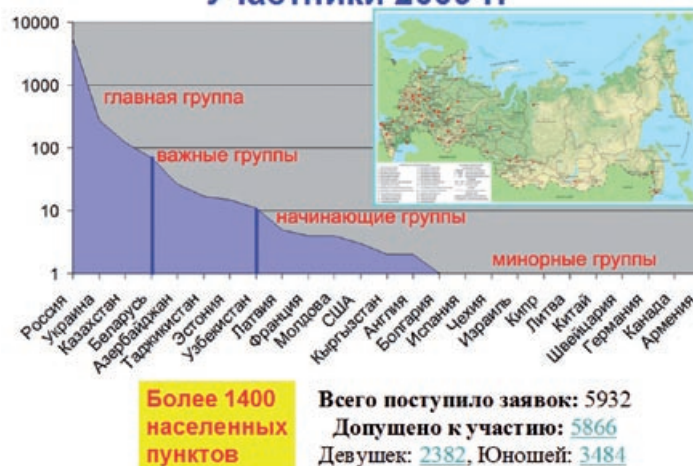 10000
1000
100
10
1
главная группа
важные группы
начинающие группы
минорные группы
Россия
Украина
Казахстан
Беларусь
Азербайджан
Таджикистан
Эстония
Узбекистан
Латвия
Франция
Молдова
США
Кыргызстан
Англия
Болгария
Испания
Чехия
Израиль
Кипр
Литва
Китай
Швейцария
Германия
Канада
Армения
Более 1400
населенных
пунктов
Всего поступило заявок: 5932
Допущено к участию: 5866
Девушек: 2382, Юношей: 3484